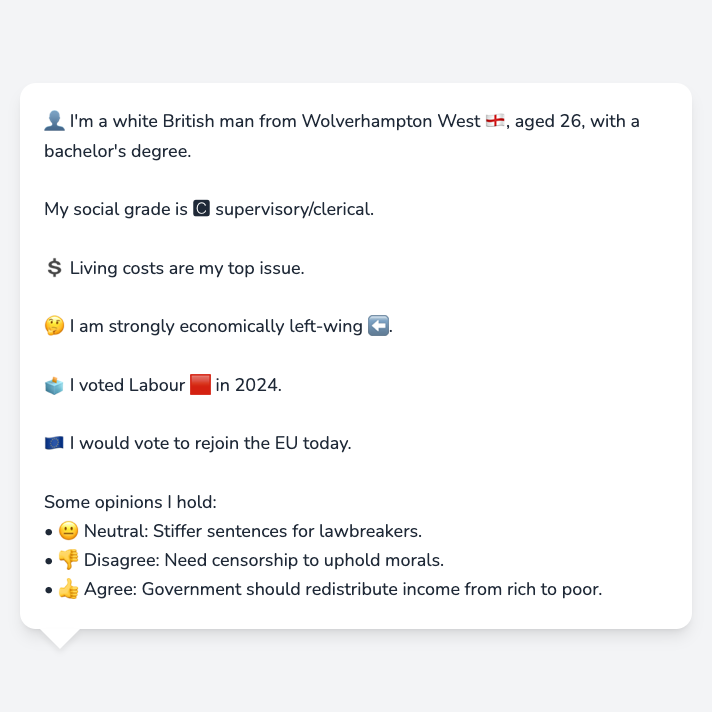 👤 I'm a white British man from Wolverhampton West 🏴󠁧󠁢󠁥󠁮󠁧󠁿, aged 26, with a
bachelor's degree.
My social grade is 🅲 supervisory/clerical.
💲 Living costs are my top issue.
🤔 I am strongly economically left-wing ⬅️.
🗳️ I voted Labour 🟥 in 2024.
🇪🇺 I would vote to rejoin the EU today.
Some opinions I hold:
• 😐 Neutral: Stiffer sentences for lawbreakers.
• 👎 Disagree: Need censorship to uphold morals.
• 👍 Agree: Government should redistribute income from rich to poor.